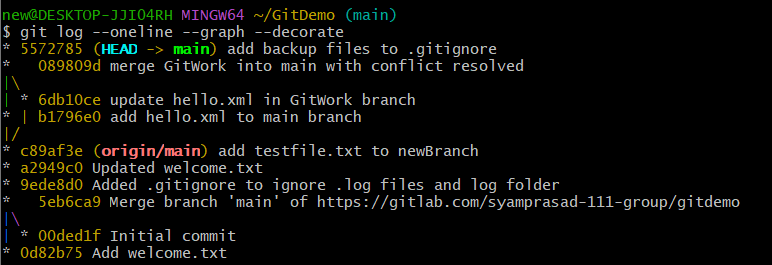 new@DESKTOP-JJIO4RH MINGW64 ~/GitDemo (main)
$ git log --oneline --graph --decorate
* 5572785 (HEAD -> main) add backup files to .gitignore
*   089809d merge GitWork into main with conflict resolved
|\
| * 6db10ce update hello.xml in GitWork branch
* | b1796e0 add hello.xml to main branch
|/
* c89af3e (origin/main) add testfile.txt to newBranch
* a2949c0 Updated welcome.txt
* 9ede8d0 Added .gitignore to ignore .log files and log folder
*   5eb6ca9 Merge branch 'main' of https://gitlab.com/syamprasad-111-group/gitdemo
|\
| * 00ded1f Initial commit
* 0d82b75 Add welcome.txt